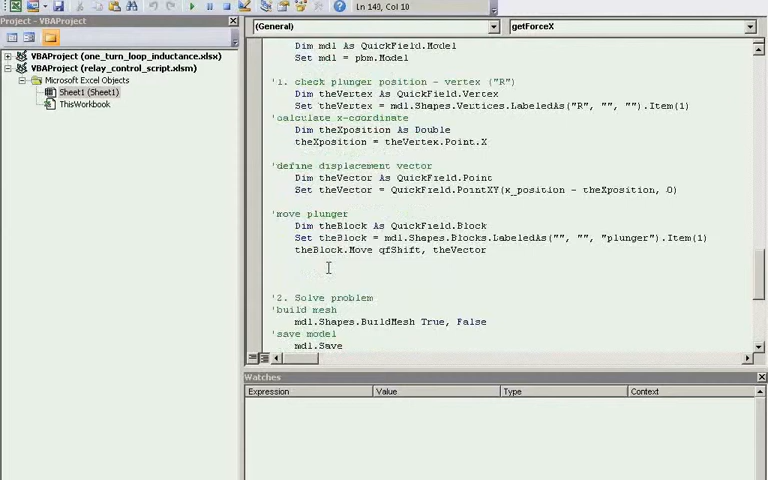 Ln 149, Col 10
Project - VBAProject
(General)
getForceX
VBAProject (one_turn_loop_inductance.xlsx)
VBAProject (relay_control_script.xlsm)
Microsoft Excel Objects
Sheet1 (Sheet1)
ThisWorkbook
Dim mdl As QuickField.Model
Set mdl = pbm.Model
'1. check plunger position - vertex ("R")
Dim theVertex As QuickField.Vertex
Set theVertex = mdl.Shapes.Vertices.LabeledAs("R", "", "").Item(1)
'calculate x-coordinate
Dim theXposition As Double
theXposition = theVertex.Point.X
'define displacement vector
Dim theVector As QuickField.Point
Set theVector = QuickField.PointXY(x_position - theXposition, 0)
'move plunger
Dim theBlock As QuickField.Block
Set theBlock = mdl.Shapes.Blocks.LabeledAs("", "", "plunger").Item(1)
theBlock.Move qfShift, theVector
'2. Solve problem
'build mesh
mdl.Shapes.BuildMesh True, False
'save model
mdl.Save
Watches
Expression Value Type Context